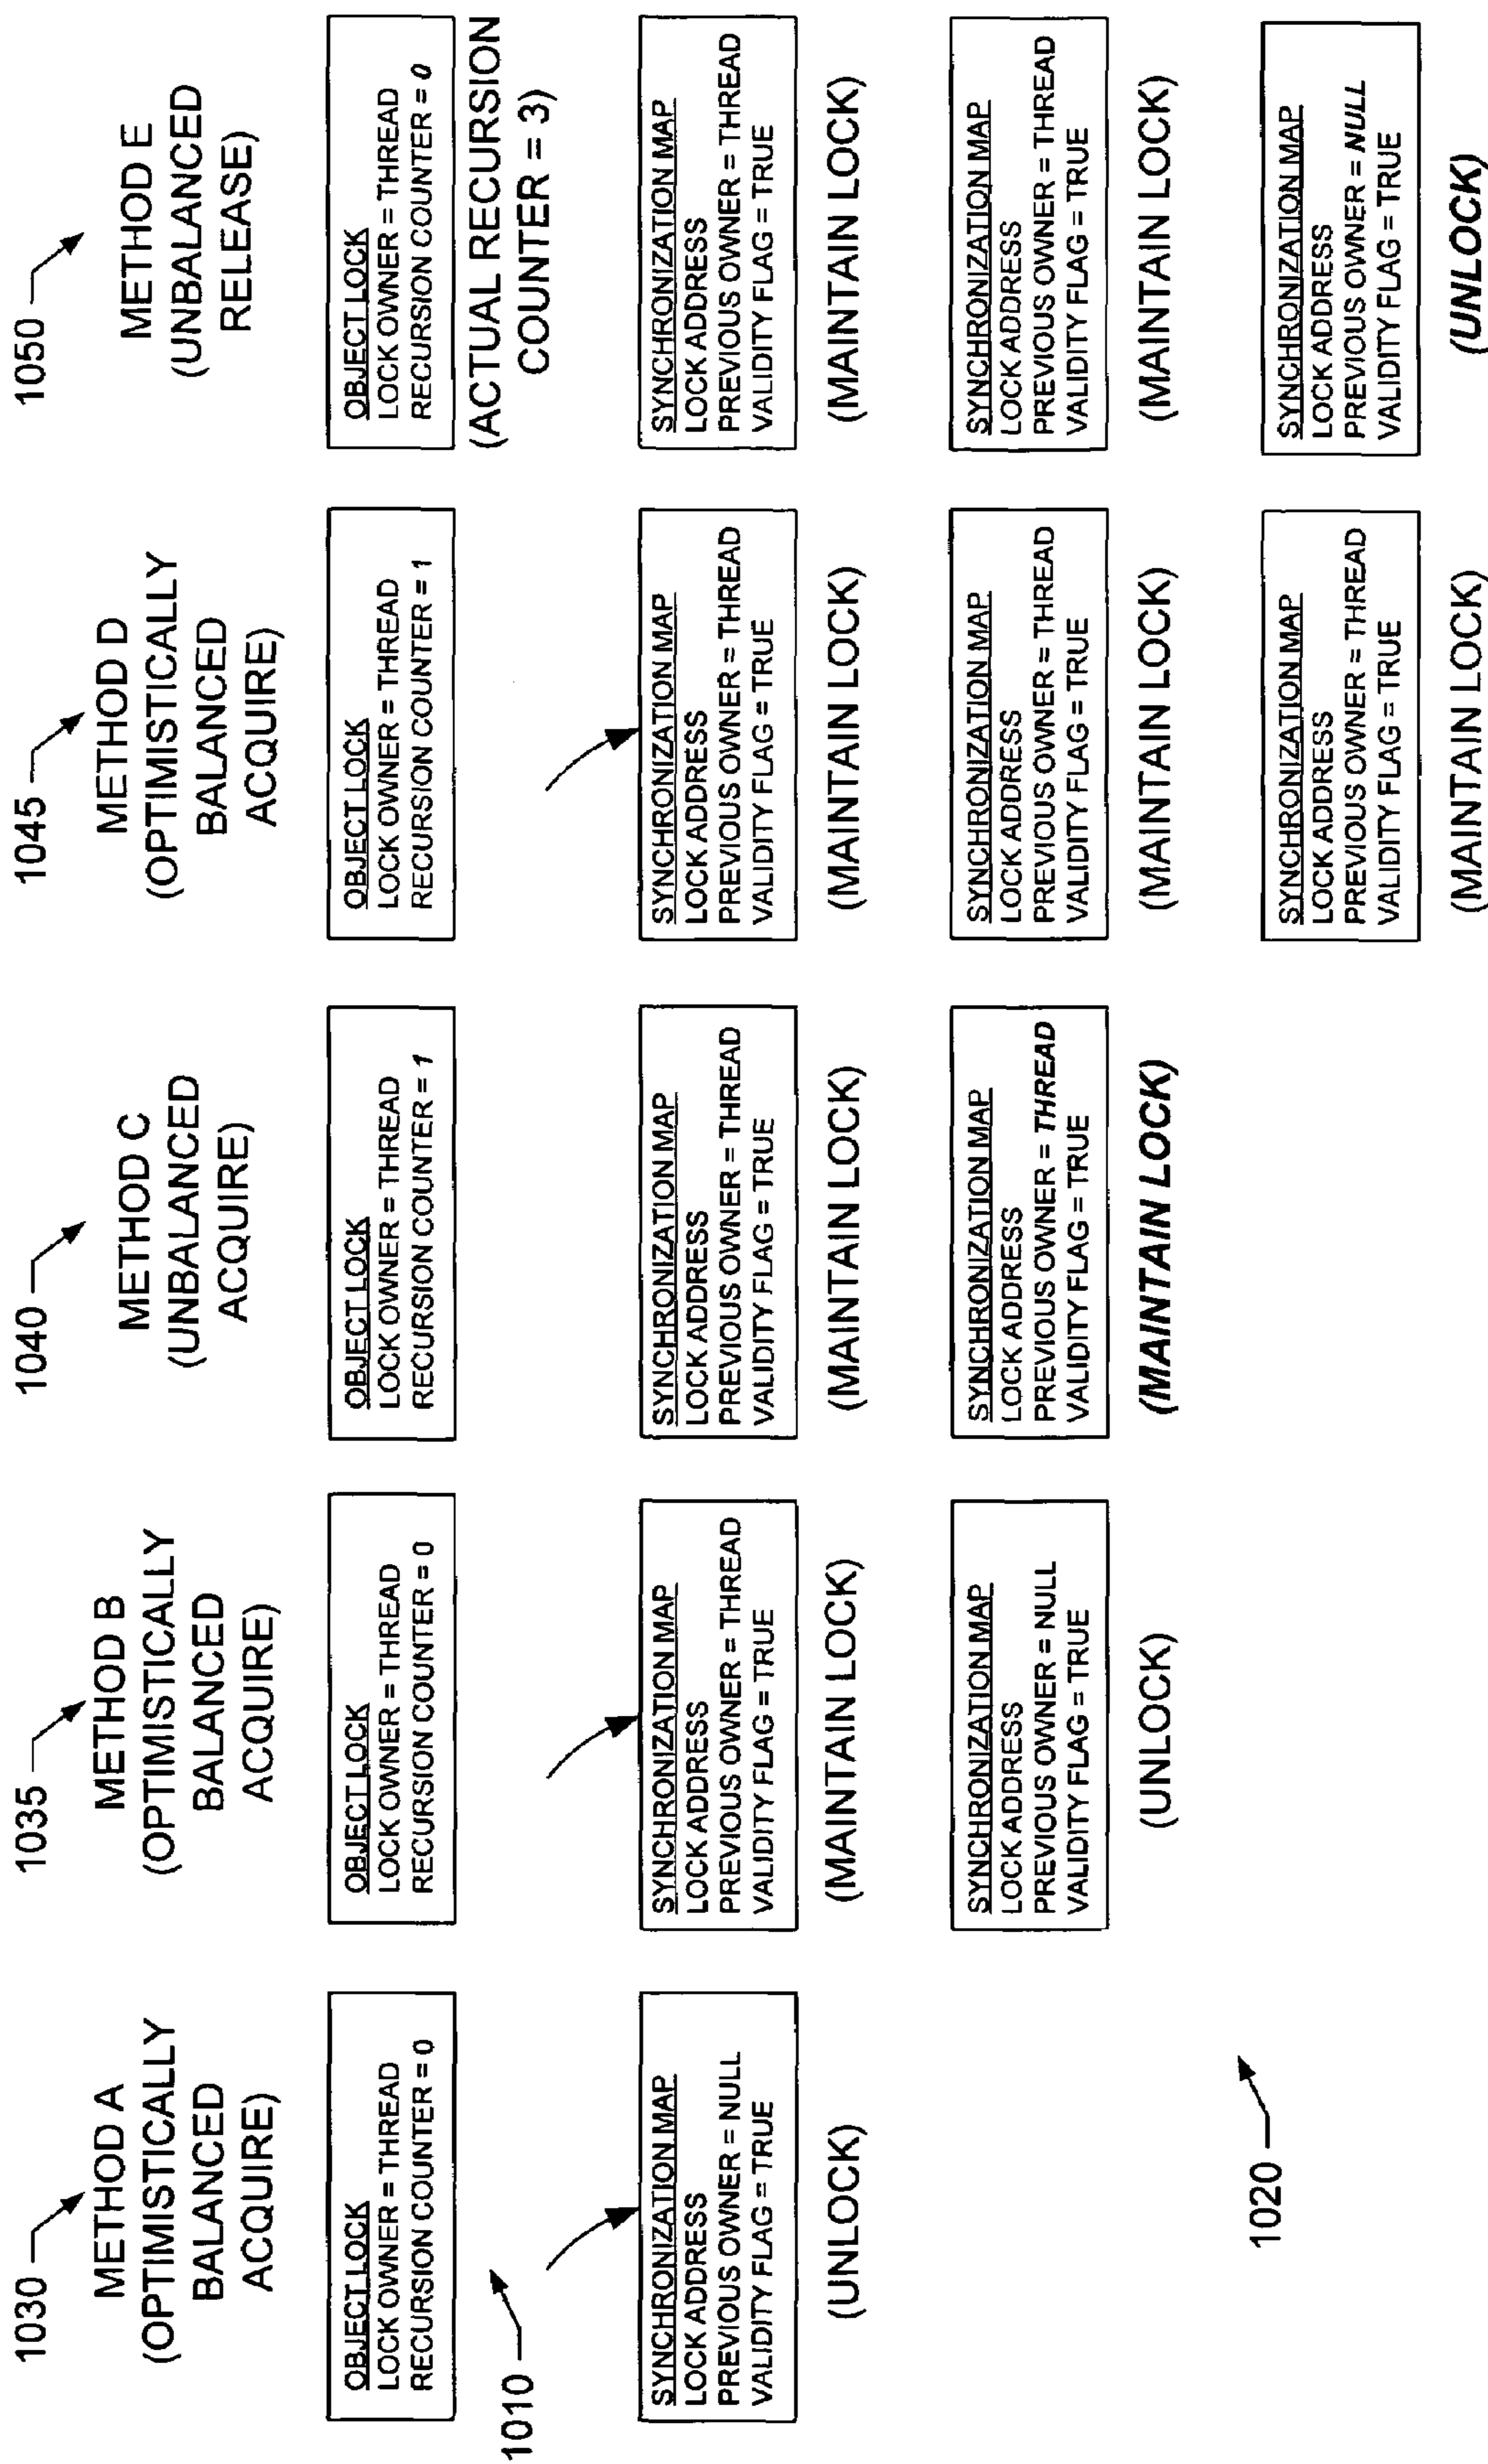 1030
METHOD A
(OPTIMISTICALLY
BALANCED
ACQUIRE)
OBJECT LOCK
LOCK OWNER = THREAD
RECURSION COUNTER = 0
1010
SYNCHRONIZATION MAP
LOCK ADDRESS
PREVIOUS OWNER = NULL
VALIDITY FLAG = TRUE
(UNLOCK)
1020
1035
METHOD B
(OPTIMISTICALLY
BALANCED
ACQUIRE)
OBJECT LOCK
LOCK OWNER = THREAD
RECURSION COUNTER = 0
SYNCHRONIZATION MAP
LOCK ADDRESS
PREVIOUS OWNER = THREAD
VALIDITY FLAG = TRUE
(MAINTAIN LOCK)
SYNCHRONIZATION MAP
LOCK ADDRESS
PREVIOUS OWNER = NULL
VALIDITY FLAG = TRUE
(UNLOCK)
1040
METHOD C
(UNBALANCED
ACQUIRE)
OBJECT LOCK
LOCK OWNER = THREAD
RECURSION COUNTER = 1
SYNCHRONIZATION MAP
LOCK ADDRESS
PREVIOUS OWNER = THREAD
VALIDITY FLAG = TRUE
(MAINTAIN LOCK)
SYNCHRONIZATION MAP
LOCK ADDRESS
PREVIOUS OWNER = THREAD
VALIDITY FLAG = TRUE
(MAINTAIN LOCK)
1045
METHOD D
(OPTIMISTICALLY
BALANCED
ACQUIRE)
OBJECT LOCK
LOCK OWNER = THREAD
RECURSION COUNTER = 1
SYNCHRONIZATION MAP
LOCK ADDRESS
PREVIOUS OWNER = THREAD
VALIDITY FLAG = TRUE
(MAINTAIN LOCK)
SYNCHRONIZATION MAP
LOCK ADDRESS
PREVIOUS OWNER = THREAD
VALIDITY FLAG = TRUE
(MAINTAIN LOCK)
SYNCHRONIZATION MAP
LOCK ADDRESS
PREVIOUS OWNER = THREAD
VALIDITY FLAG = TRUE
(MAINTAIN LOCK)
1050
METHOD E
(UNBALANCED
RELEASE)
OBJECT LOCK
LOCK OWNER = THREAD
RECURSION COUNTER = 0
(ACTUAL RECURSION
COUNTER = 3)
SYNCHRONIZATION MAP
LOCK ADDRESS
PREVIOUS OWNER = THREAD
VALIDITY FLAG = TRUE
(MAINTAIN LOCK)
SYNCHRONIZATION MAP
LOCK ADDRESS
PREVIOUS OWNER = THREAD
VALIDITY FLAG = TRUE
(MAINTAIN LOCK)
SYNCHRONIZATION MAP
LOCK ADDRESS
PREVIOUS OWNER = NULL
VALIDITY FLAG = TRUE
(UNLOCK)